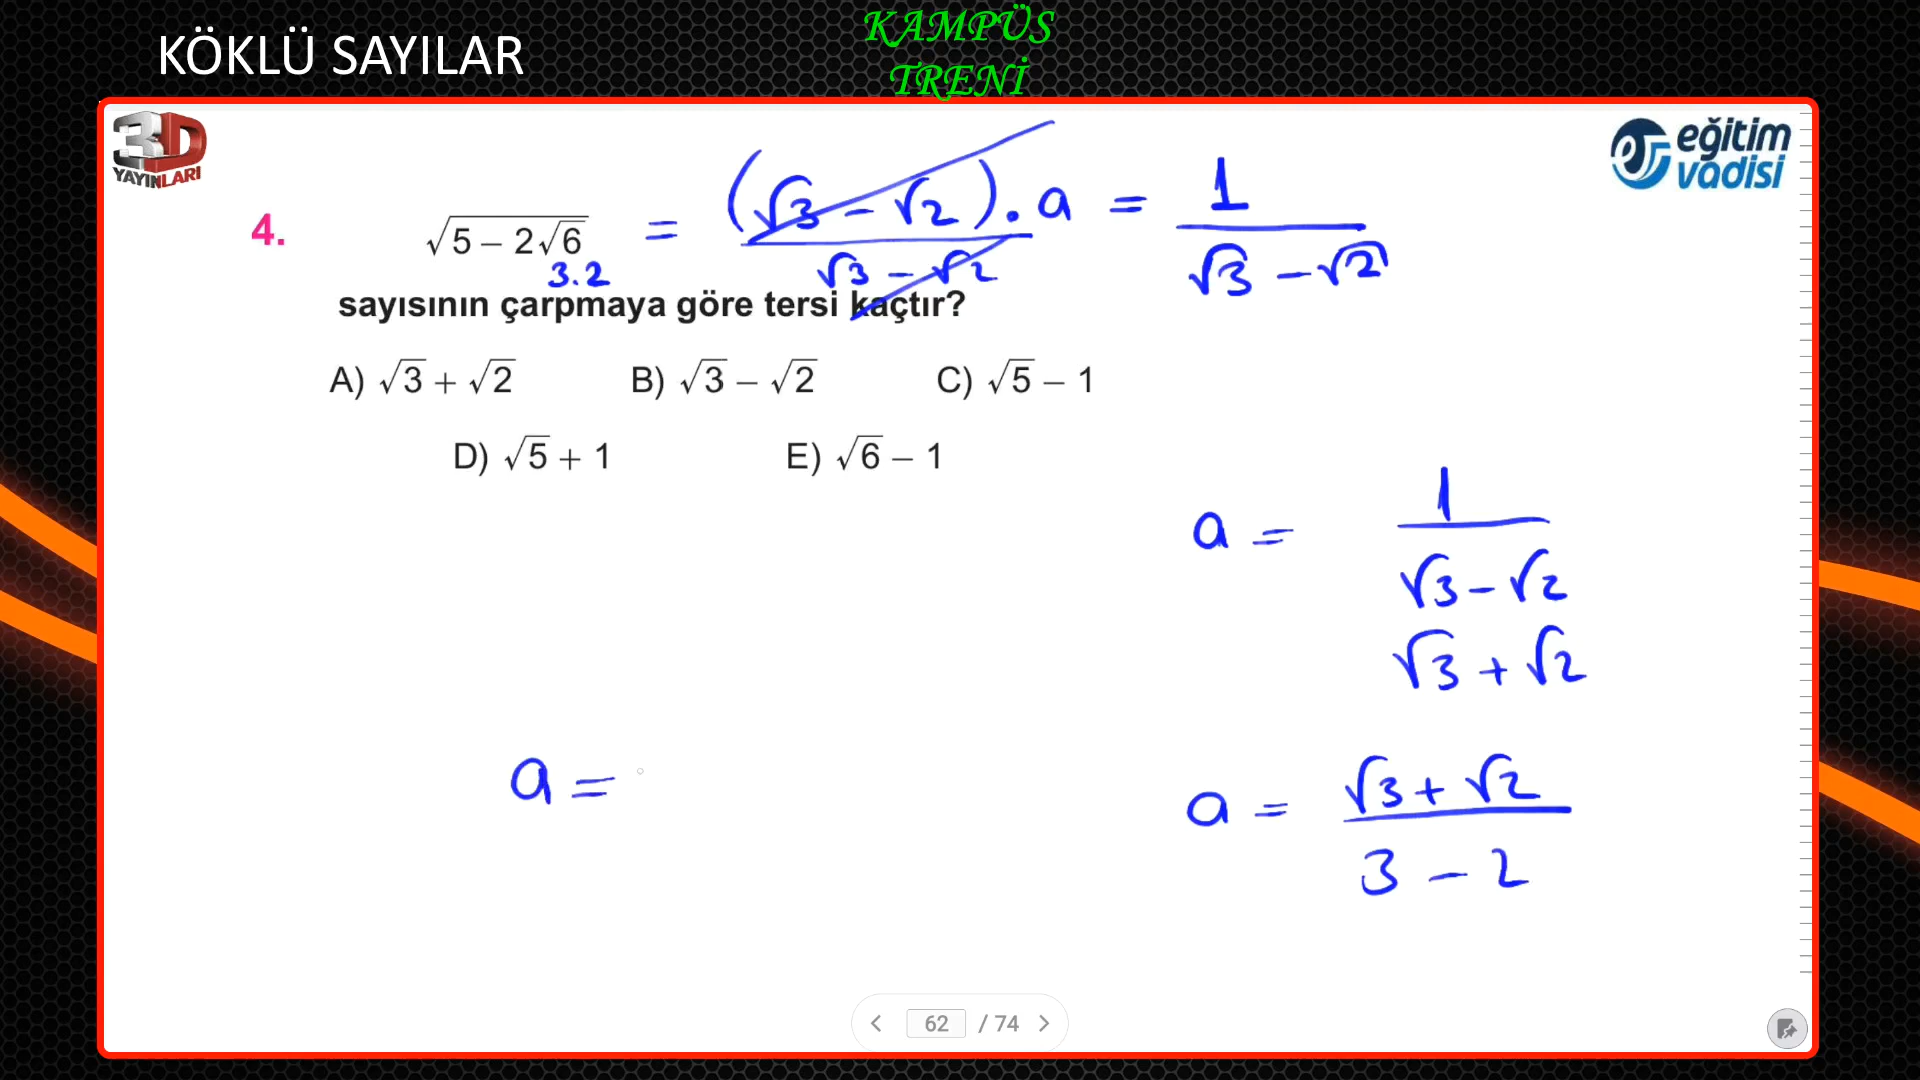 KÖKLÜ SAYILAR
KAMPÜS
TRENİ
3D
YAYINLARI
eğitim
vadisi
4. √(5 – 2√6) = (√3 – √2) . a / √3 – √2 = 1 / √3 – √2
3.2
sayısının çarpmaya göre tersi kaçtır?
A) √3 + √2 B) √3 – √2 C) √5 – 1
D) √5 + 1 E) √6 – 1
a = 1 / √3 – √2
√3 + √2
a =
a = √3 + √2 / 3 – 2
62 / 74